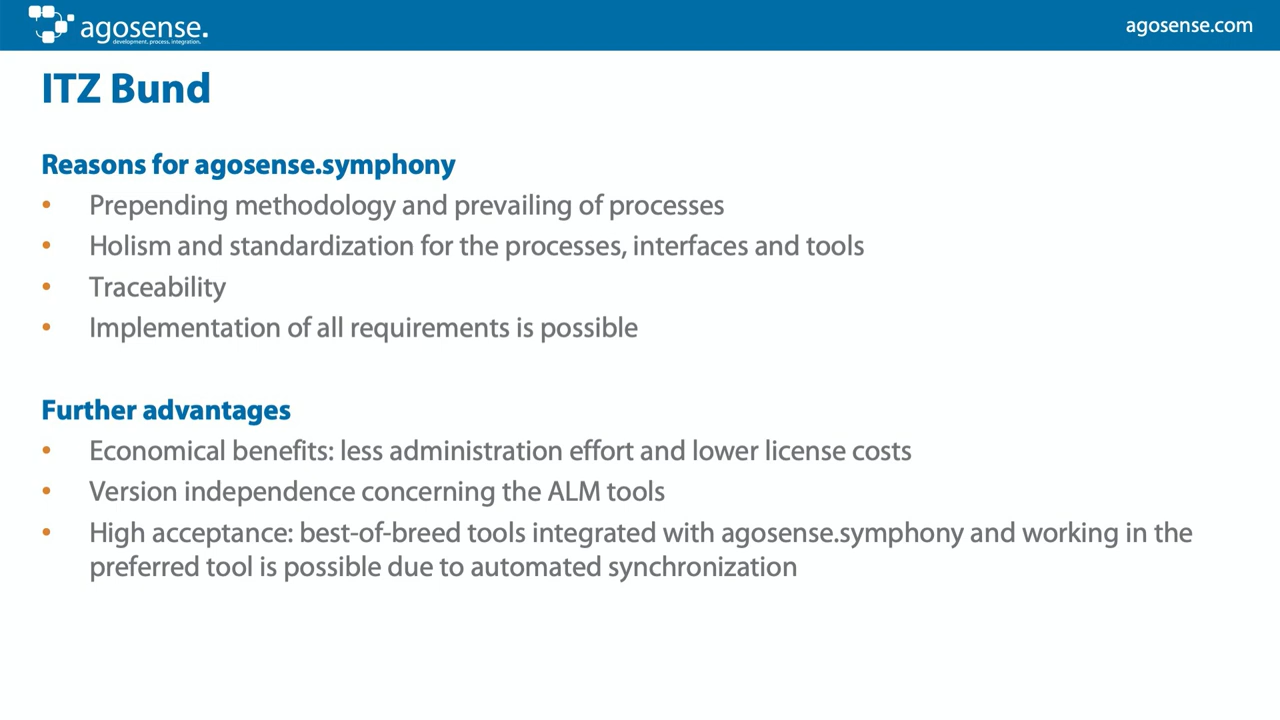 agosense.
development. process. integration.
agosense.com
ITZ Bund
Reasons for agosense.symphony
• Prepending methodology and prevailing of processes
• Holism and standardization for the processes, interfaces and tools
• Traceability
• Implementation of all requirements is possible
Further advantages
• Economical benefits: less administration effort and lower license costs
• Version independence concerning the ALM tools
• High acceptance: best-of-breed tools integrated with agosense.symphony and working in the
preferred tool is possible due to automated synchronization